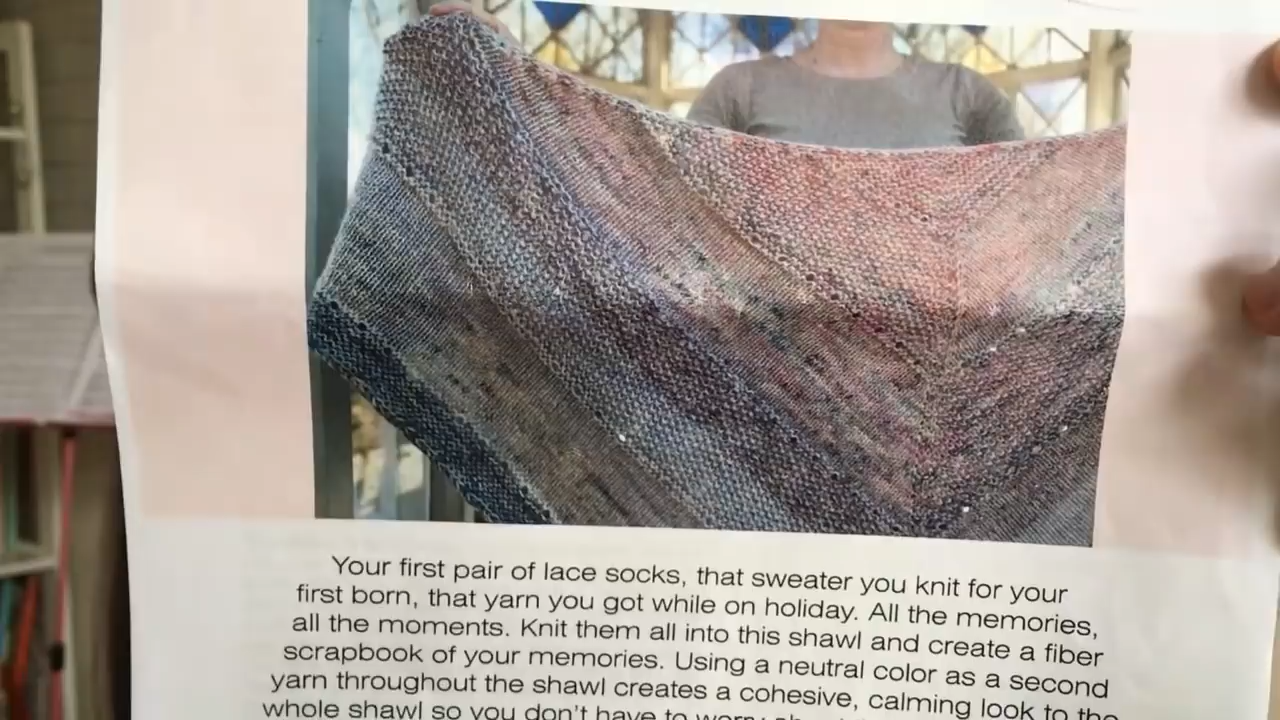 Your first pair of lace socks, that sweater you knit for your
first born, that yarn you got while on holiday. All the memories,
all the moments. Knit them all into this shawl and create a fiber
scrapbook of your memories. Using a neutral color as a second
yarn throughout the shawl creates a cohesive, calming look to the
whole shawl so you don't have to worry